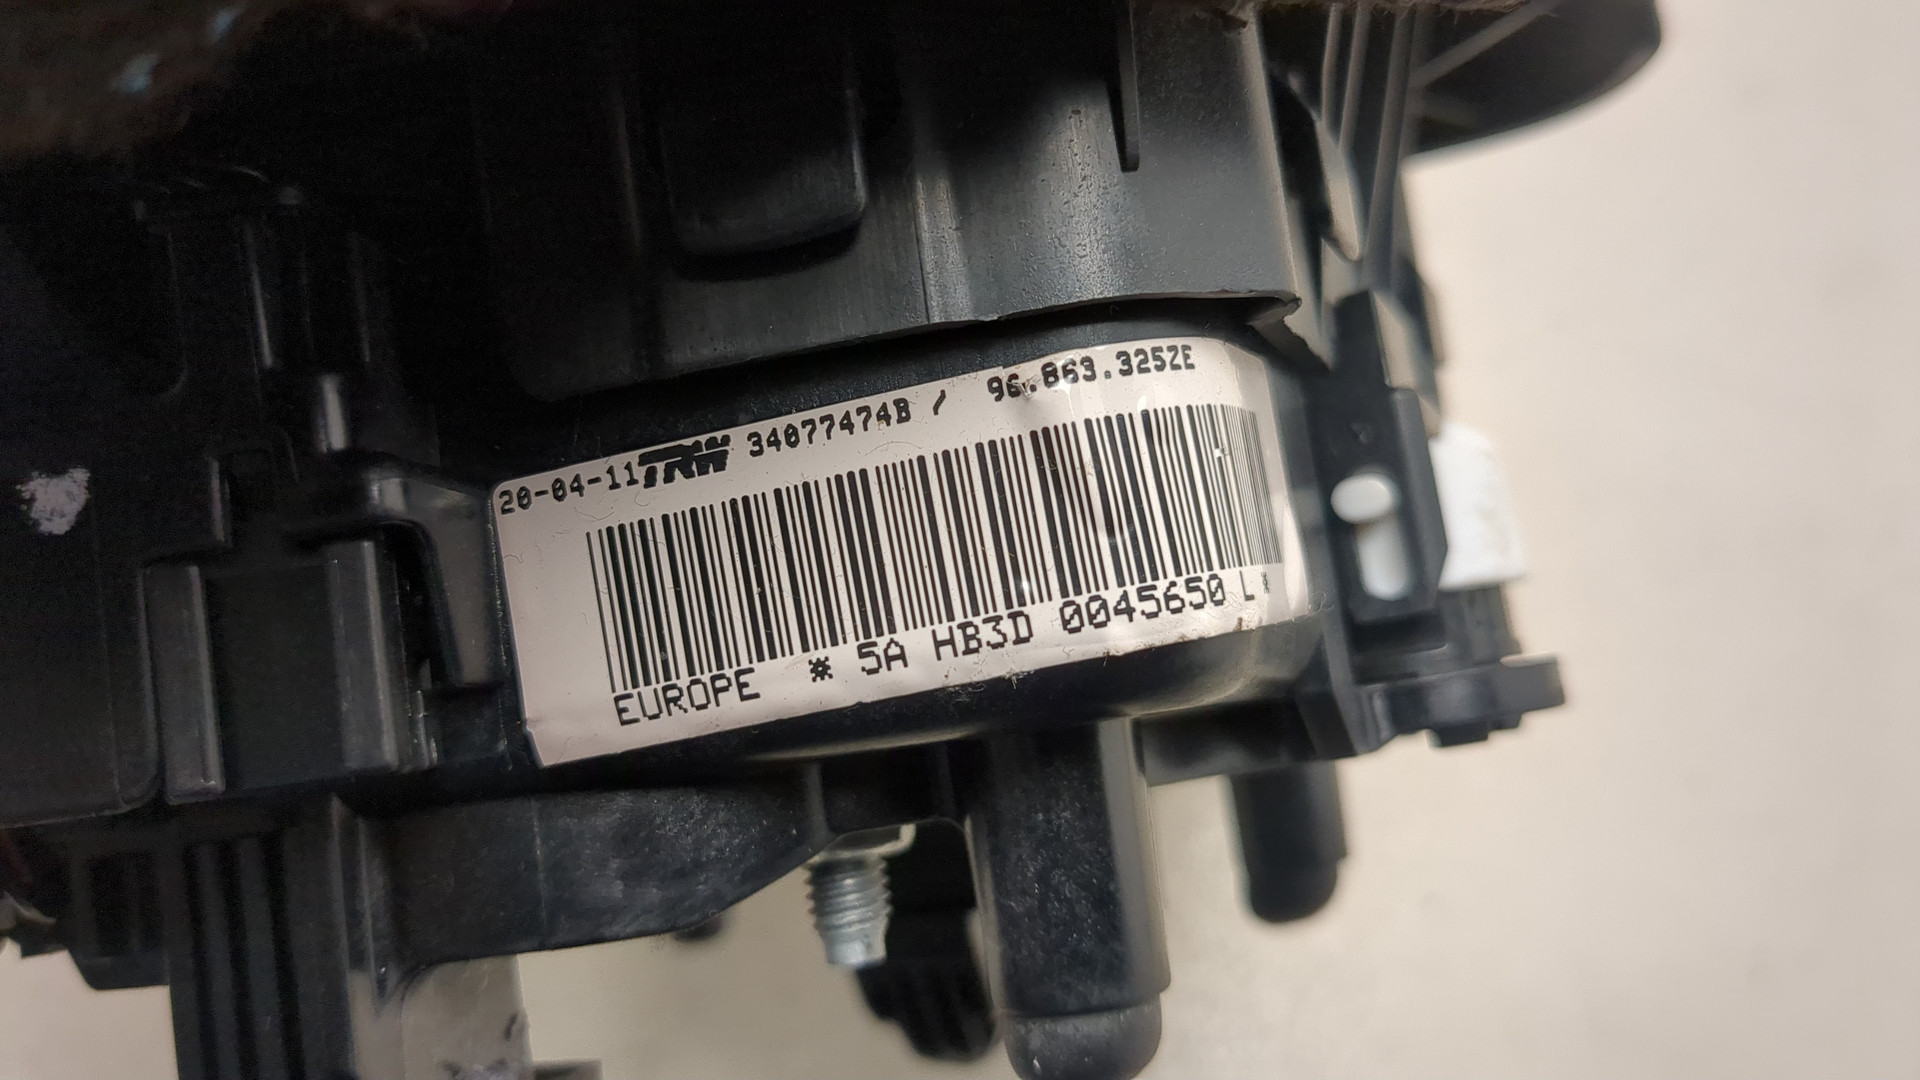 20-04-11 TRW 34077474B / 96.863.325ZE
EUROPE * 5A HB3D 0045650 L*